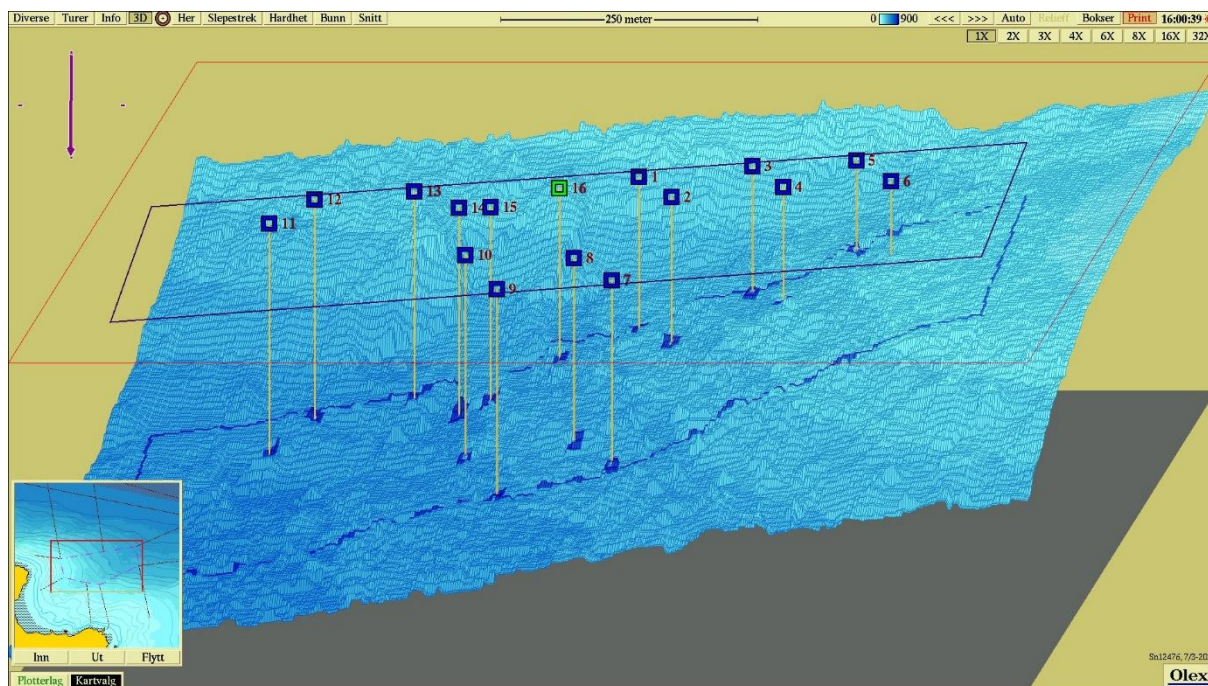 Diverse Turer Info 3D Her Slepestrek Hardhet Bunn Snitt 250 meter 0 900 <<< >>> Auto Relieff Bokser Print 16:00:39
1X 2X 3X 4X 6X 8X 16X 32X
5
3
1
6
16
4
13
12
2
14 15
11
10
8
7
9
Inn Ut Flytt
Sn12476, 7/3-20
Plotterlag Kartvalg
Olex